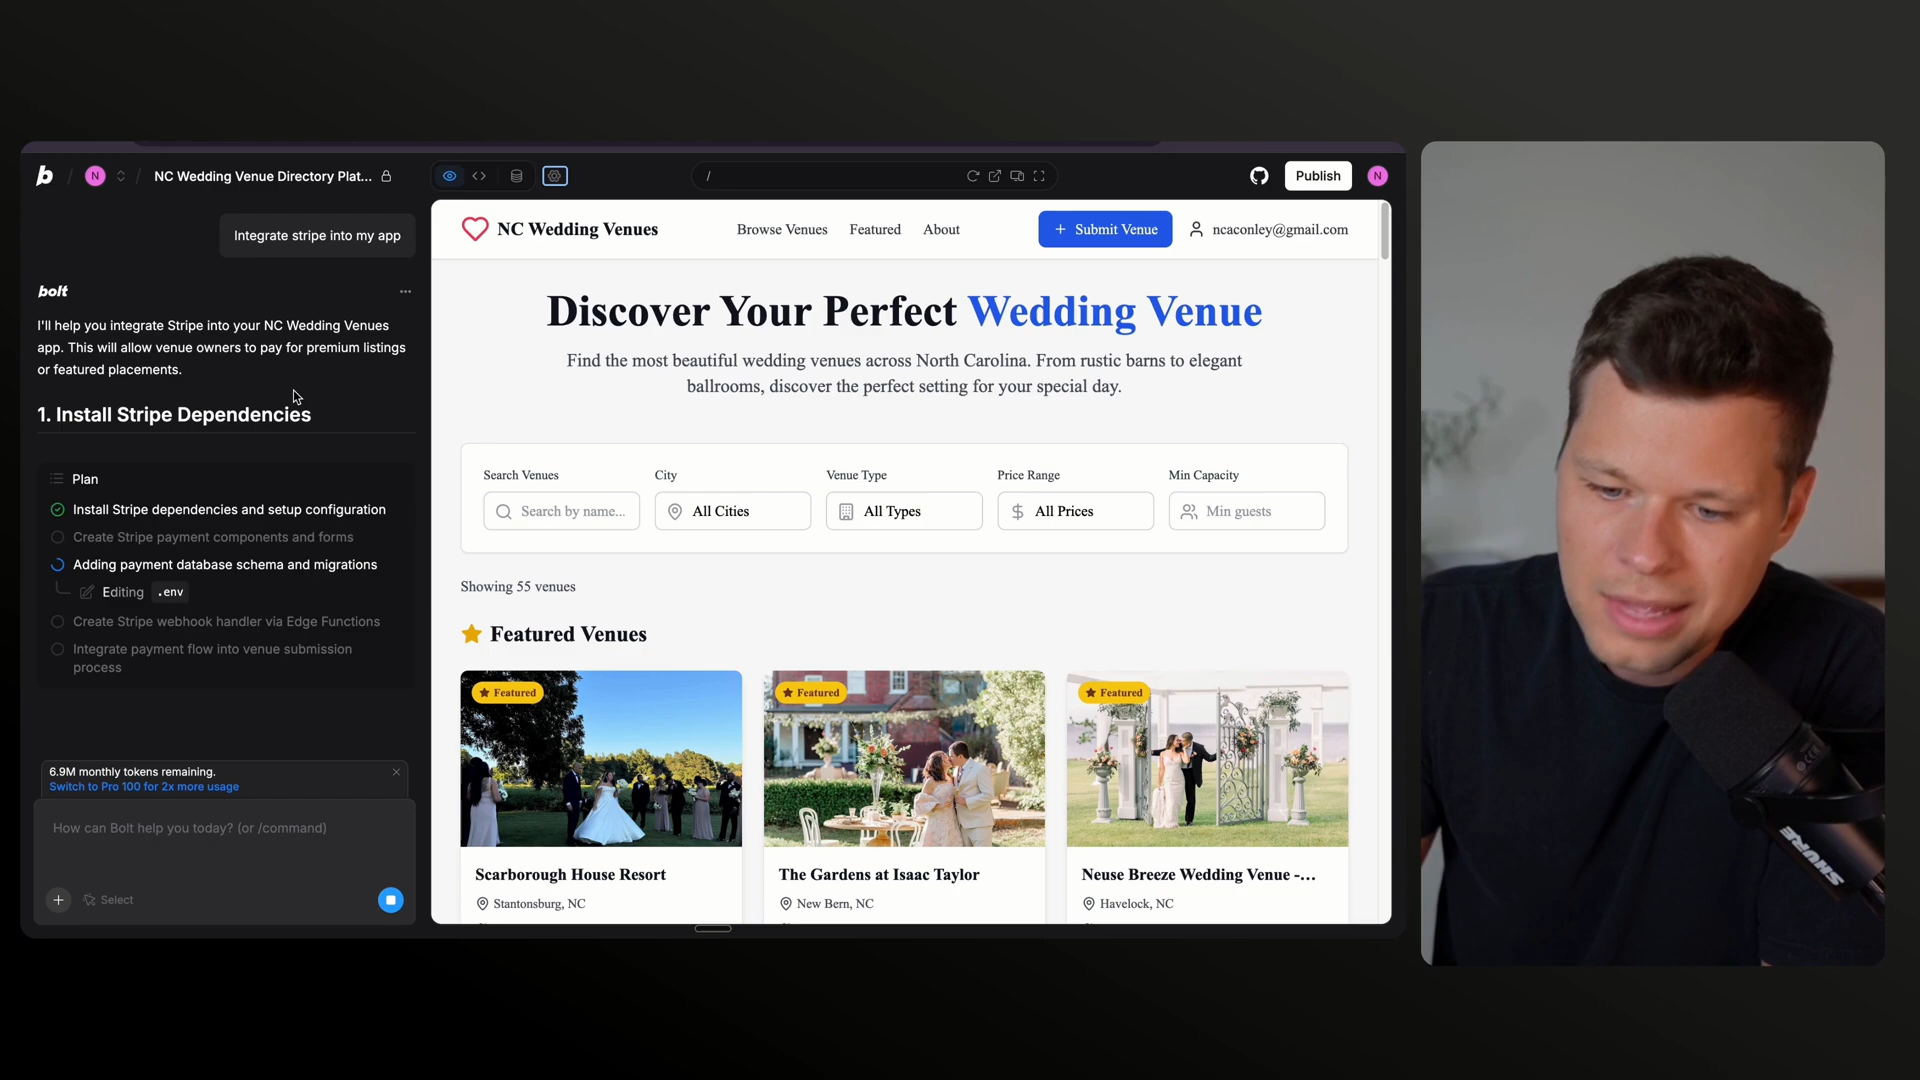 b
N
NC Wedding Venue Directory Plat...
/
Publish
N
Integrate stripe into my app
bolt
I'll help you integrate Stripe into your NC Wedding Venues
app. This will allow venue owners to pay for premium listings
or featured placements.
1. Install Stripe Dependencies
Plan
Install Stripe dependencies and setup configuration
Create Stripe payment components and forms
Adding payment database schema and migrations
Editing .env
Create Stripe webhook handler via Edge Functions
Integrate payment flow into venue submission
process
6.9M monthly tokens remaining.
Switch to Pro 100 for 2x more usage
How can Bolt help you today? (or /command)
Select
NC Wedding Venues
Browse Venues
Featured
About
+ Submit Venue
ncaconley@gmail.com
Discover Your Perfect Wedding Venue
Find the most beautiful wedding venues across North Carolina. From rustic barns to elegant
ballrooms, discover the perfect setting for your special day.
Search Venues
City
Venue Type
Price Range
Min Capacity
Search by name...
All Cities
All Types
All Prices
Min guests
Showing 55 venues
Featured Venues
Featured
Featured
Featured
Scarborough House Resort
The Gardens at Isaac Taylor
Neuse Breeze Wedding Venue -...
Stantonsburg, NC
New Bern, NC
Havelock, NC
SHURE